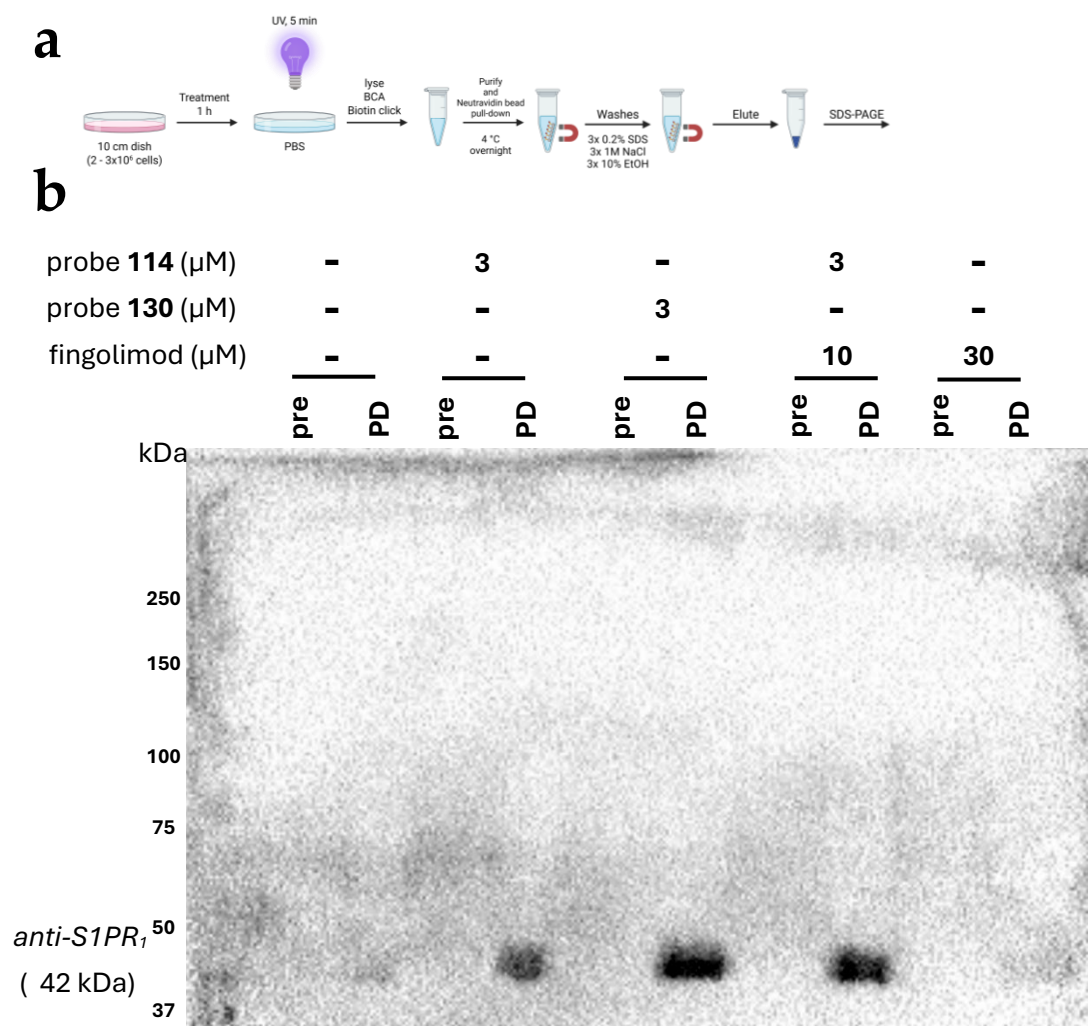 a
UV, 5 min
Treatment
1 h
10 cm dish
(2 - 3x10⁶ cells)
PBS
lyse
BCA
Biotin click
Purify
and
Neutravidin bead
pull-down
4 °C
overnight
Washes
3x 0.2% SDS
3x 1M NaCl
3x 10% EtOH
Elute
SDS-PAGE
b
probe 114 (µM) - 3 - 3 -
probe 130 (µM) - - 3 - -
fingolimod (µM) - - - 10 30
pre PD pre PD pre PD pre PD pre PD
kDa
250
150
100
75
50
anti-S1PR₁
( 42 kDa)
37